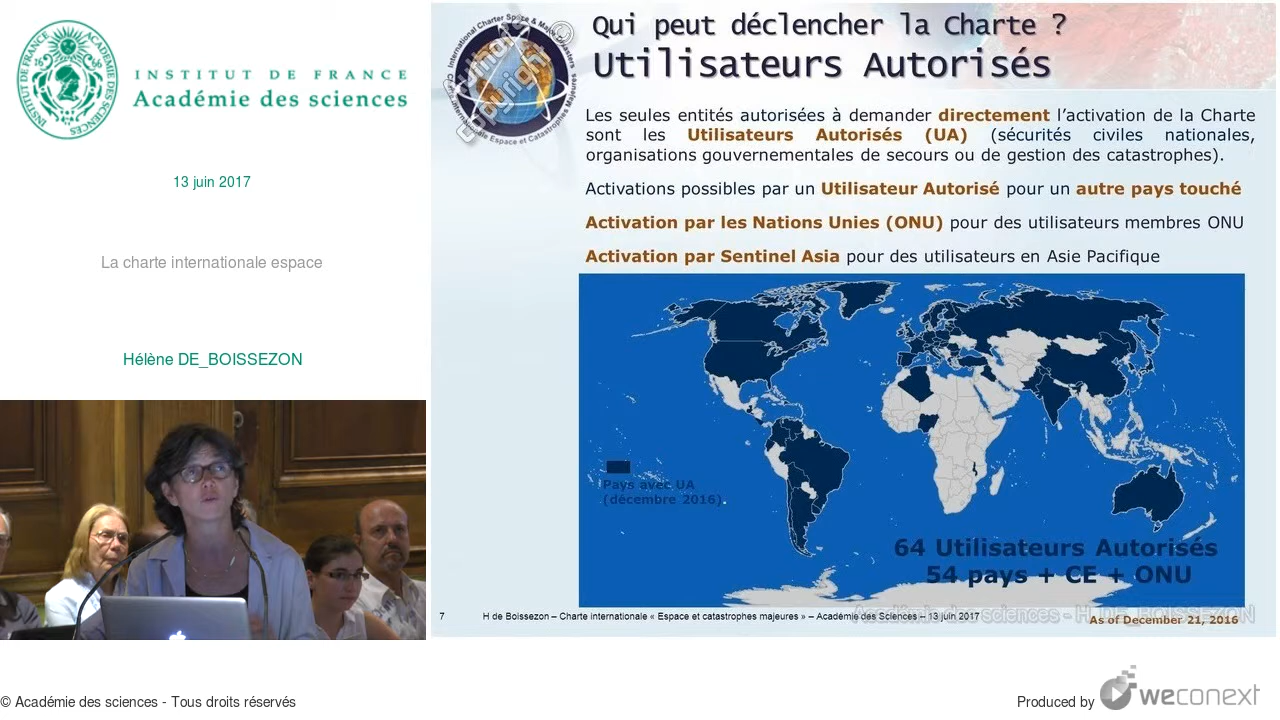 INSTITUT DE FRANCE
Académie des sciences
13 juin 2017
La charte internationale espace
Hélène DE_BOISSEZON
Qui peut déclencher la Charte ?
Utilisateurs Autorisés
Les seules entités autorisées à demander directement l’activation de la Charte
sont les Utilisateurs Autorisés (UA) (sécurités civiles nationales,
organisations gouvernementales de secours ou de gestion des catastrophes).
Activations possibles par un Utilisateur Autorisé pour un autre pays touché
Activation par les Nations Unies (ONU) pour des utilisateurs membres ONU
Activation par Sentinel Asia pour des utilisateurs en Asie Pacifique
Pays avec UA
(décembre 2016).
64 Utilisateurs Autorisés
54 pays + CE + ONU
7 H de Boissezon – Charte internationale « Espace et catastrophes majeures » – Académie des Sciences – 13 juin 2017
Académie des sciences - H. DE_BOISSEZON
As of December 21, 2016
© Académie des sciences - Tous droits réservés
Produced by weconext